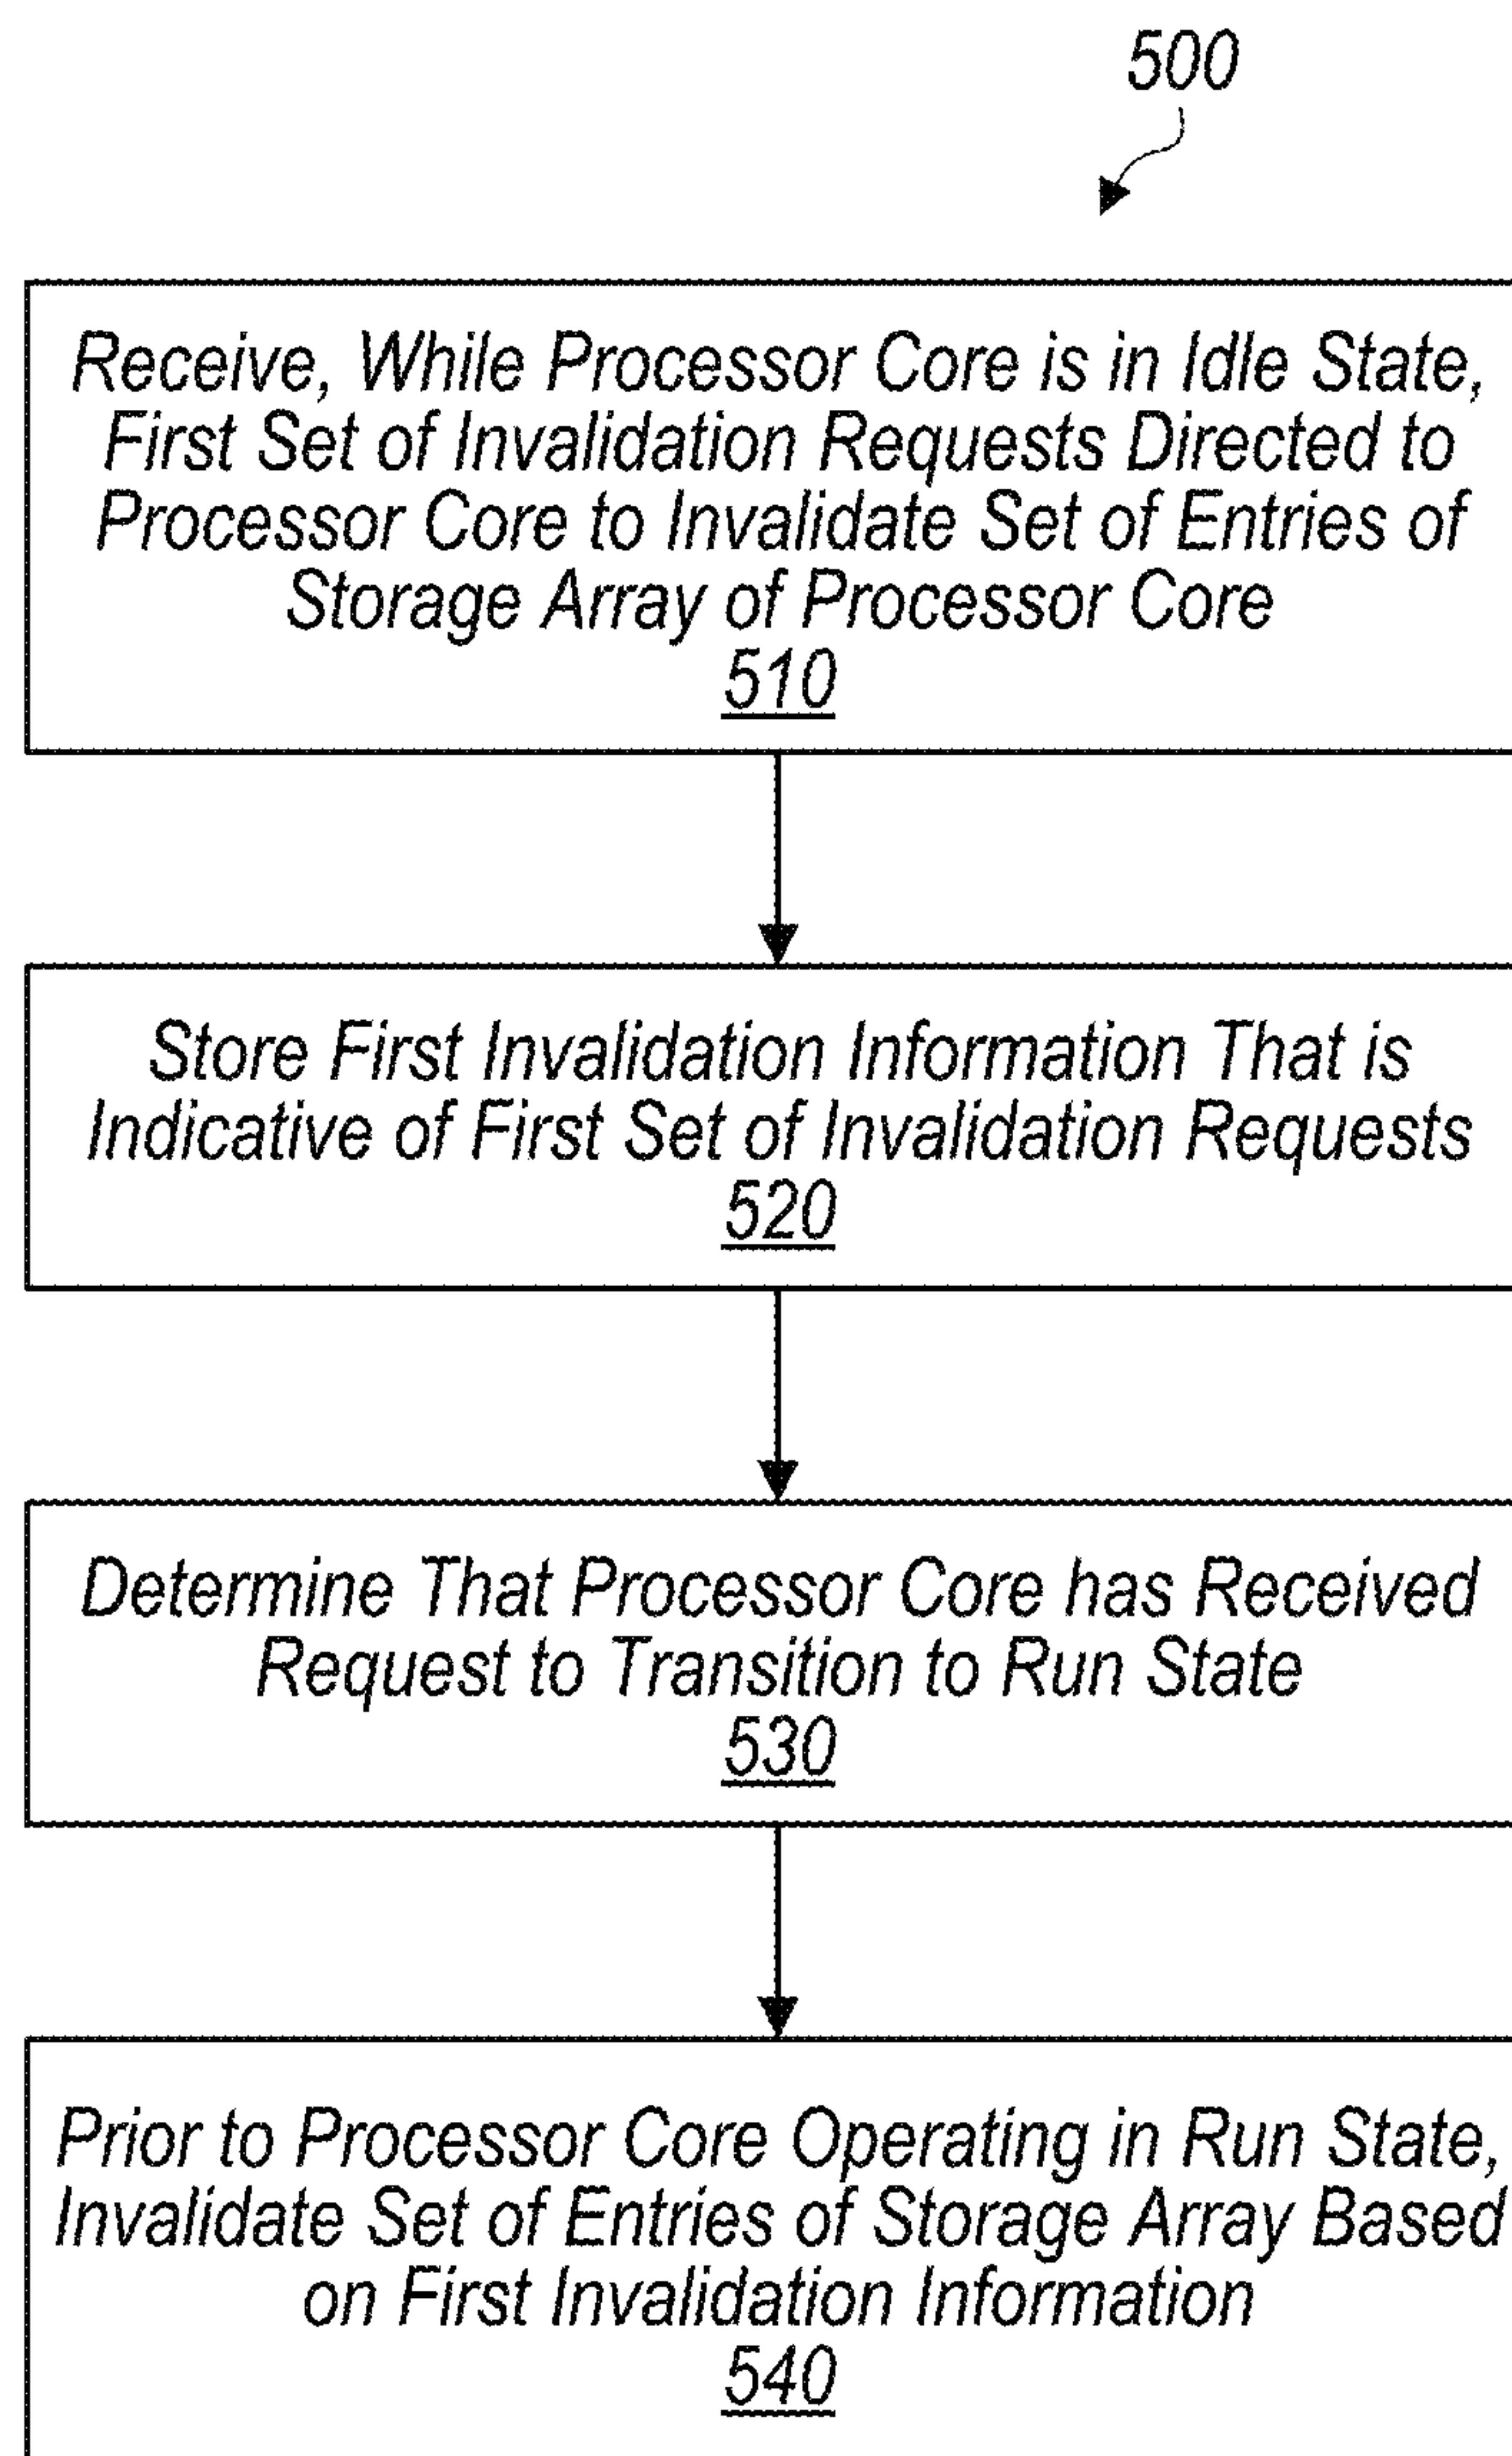 500
Receive, While Processor Core is in Idle State,
First Set of Invalidation Requests Directed to
Processor Core to Invalidate Set of Entries of
Storage Array of Processor Core
510
Store First Invalidation Information That is
Indicative of First Set of Invalidation Requests
520
Determine That Processor Core has Received
Request to Transition to Run State
530
Prior to Processor Core Operating in Run State,
Invalidate Set of Entries of Storage Array Based
on First Invalidation Information
540